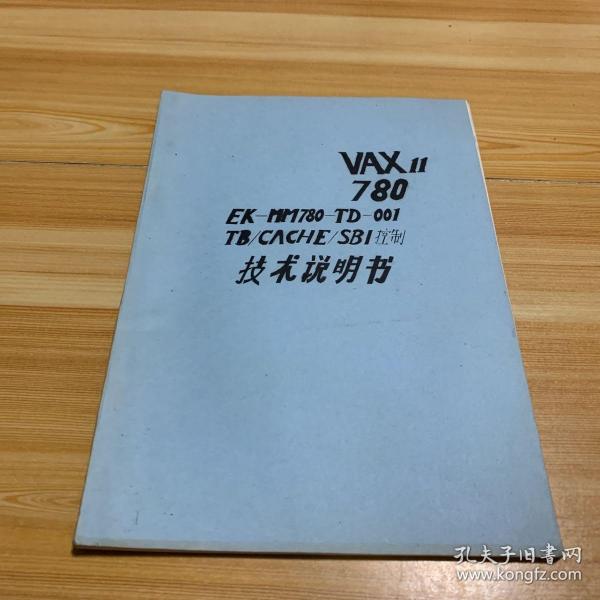 VAX 11
780
EK-MM780-TD-001
TB/CACHE/SBI控制
技术说明书
孔夫子旧書网
www.kongfz.com